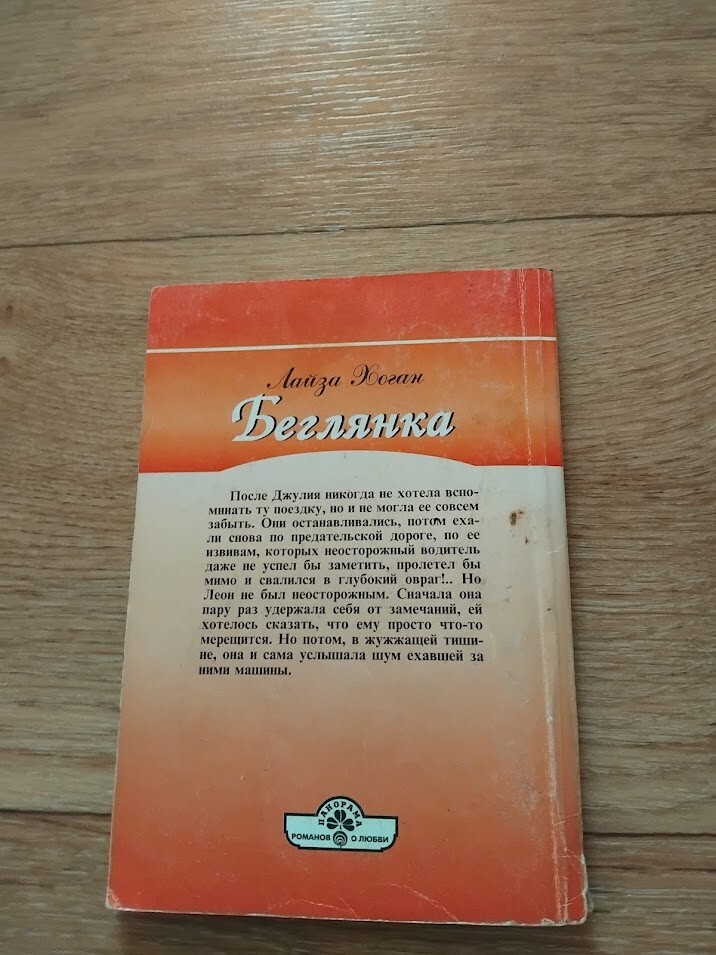 Лайза Хоган
Беглянка
После Джулия никогда не хотела вспо-
минать ту поездку, но и не могла ее совсем
забыть. Они останавливались, потом еха-
ли снова по предательской дороге, по ее
извивам, которых неосторожный водитель
даже не успел бы заметить, пролетел бы
мимо и свалился в глубокий овраг!.. Но
Леон не был неосторожным. Сначала она
пару раз удержала себя от замечаний, ей
хотелось сказать, что ему просто что-то
мерещится. Но потом, в жужжащей тиши-
не, она и сама услышала шум ехавшей за
ними машины.
ПАНОРАМА
РОМАНОВ О ЛЮБВИ